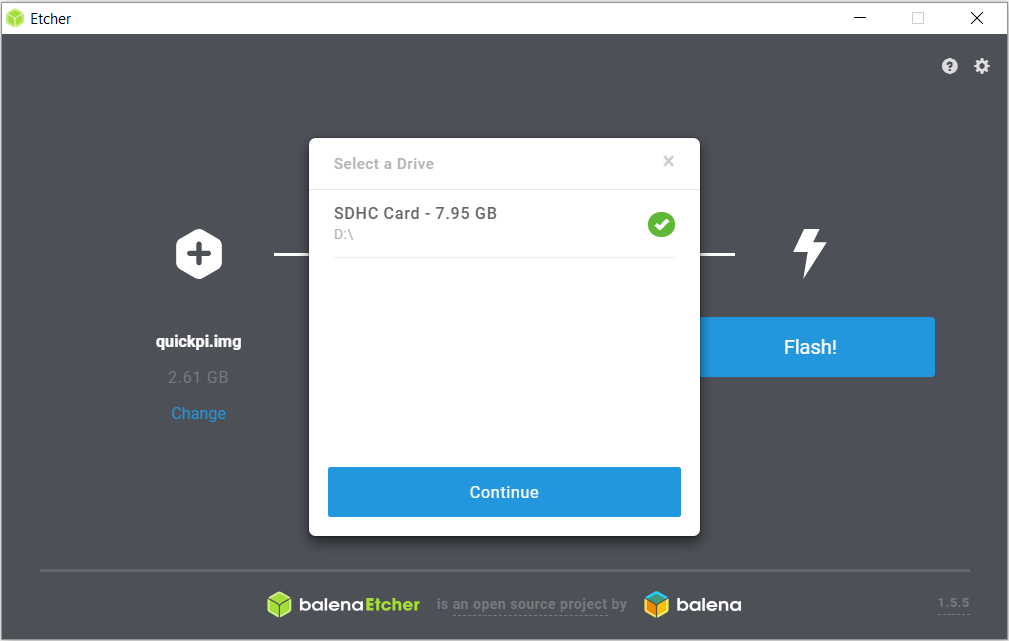 Etcher
Select a Drive
×
SDHC Card - 7.95 GB
D:\
quickpi.img
2.61 GB
Change
Flash!
Continue
balenaEtcher is an open source project by balena
1.5.5